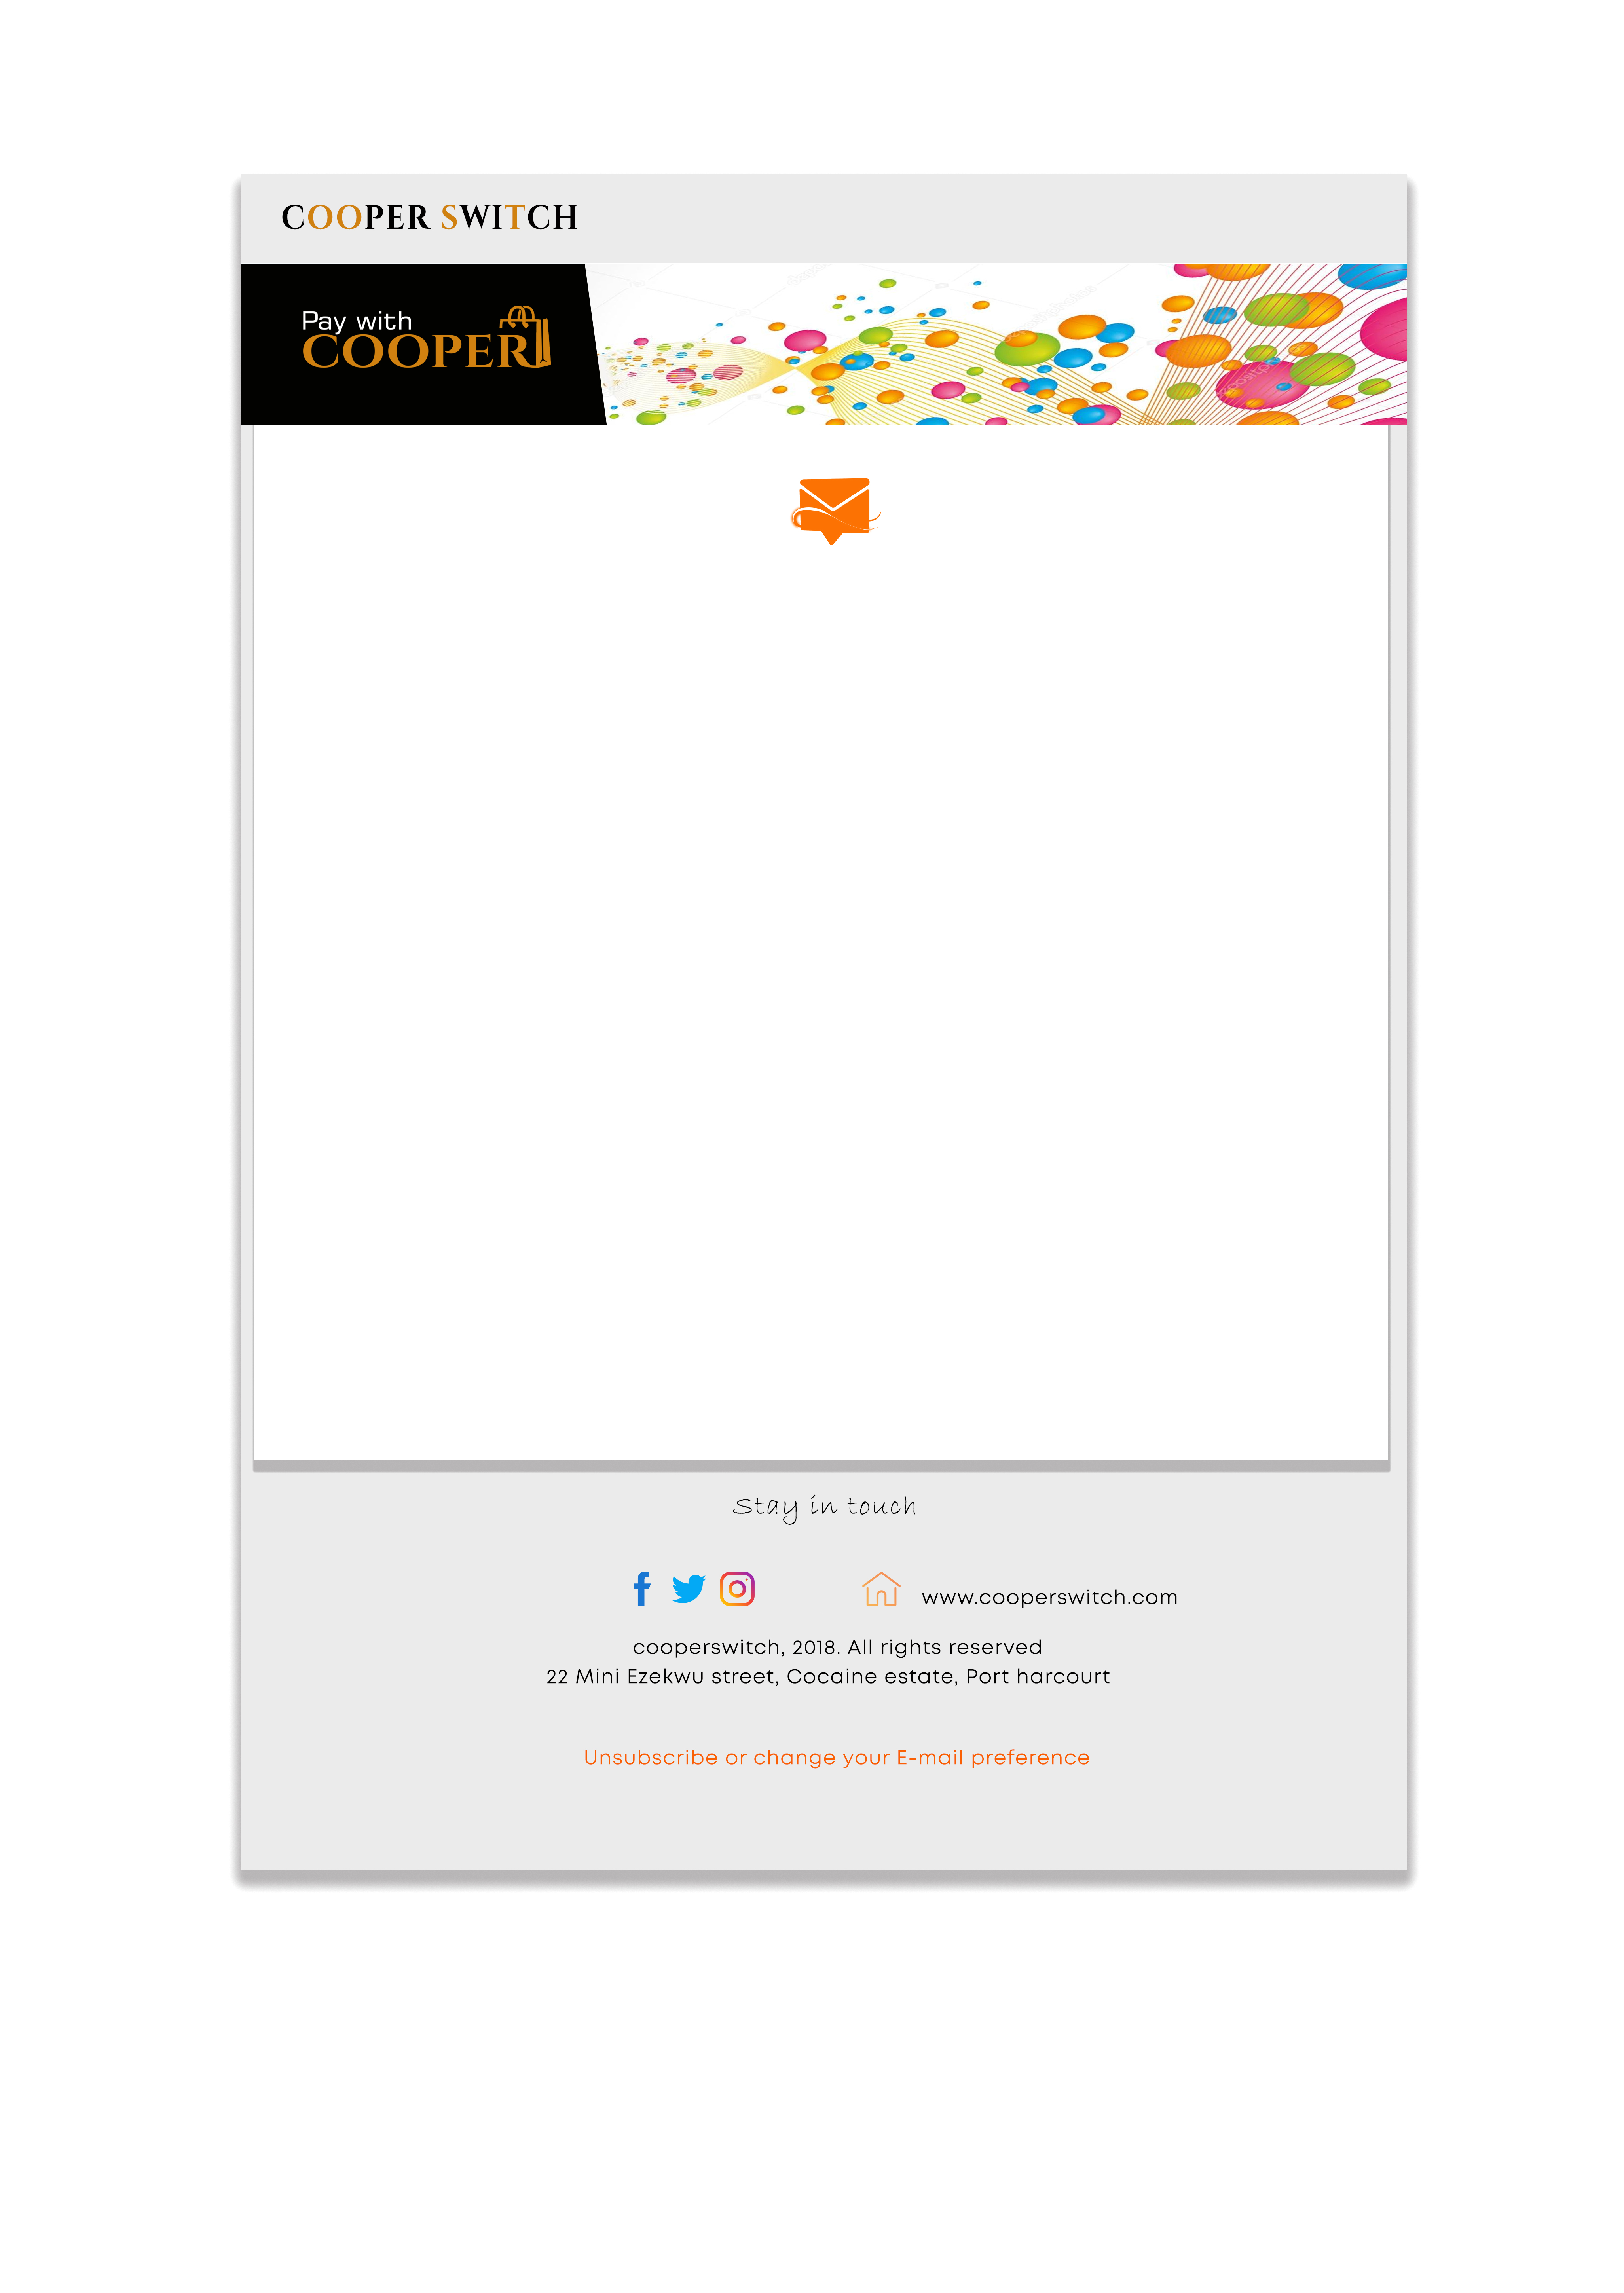 COOPER SWITCH
Pay with
COOPER
Stay in touch
www.cooperswitch.com
cooperswitch, 2018. All rights reserved
22 Mini Ezekwu street, Cocaine estate, Port harcourt
Unsubscribe or change your E-mail preference